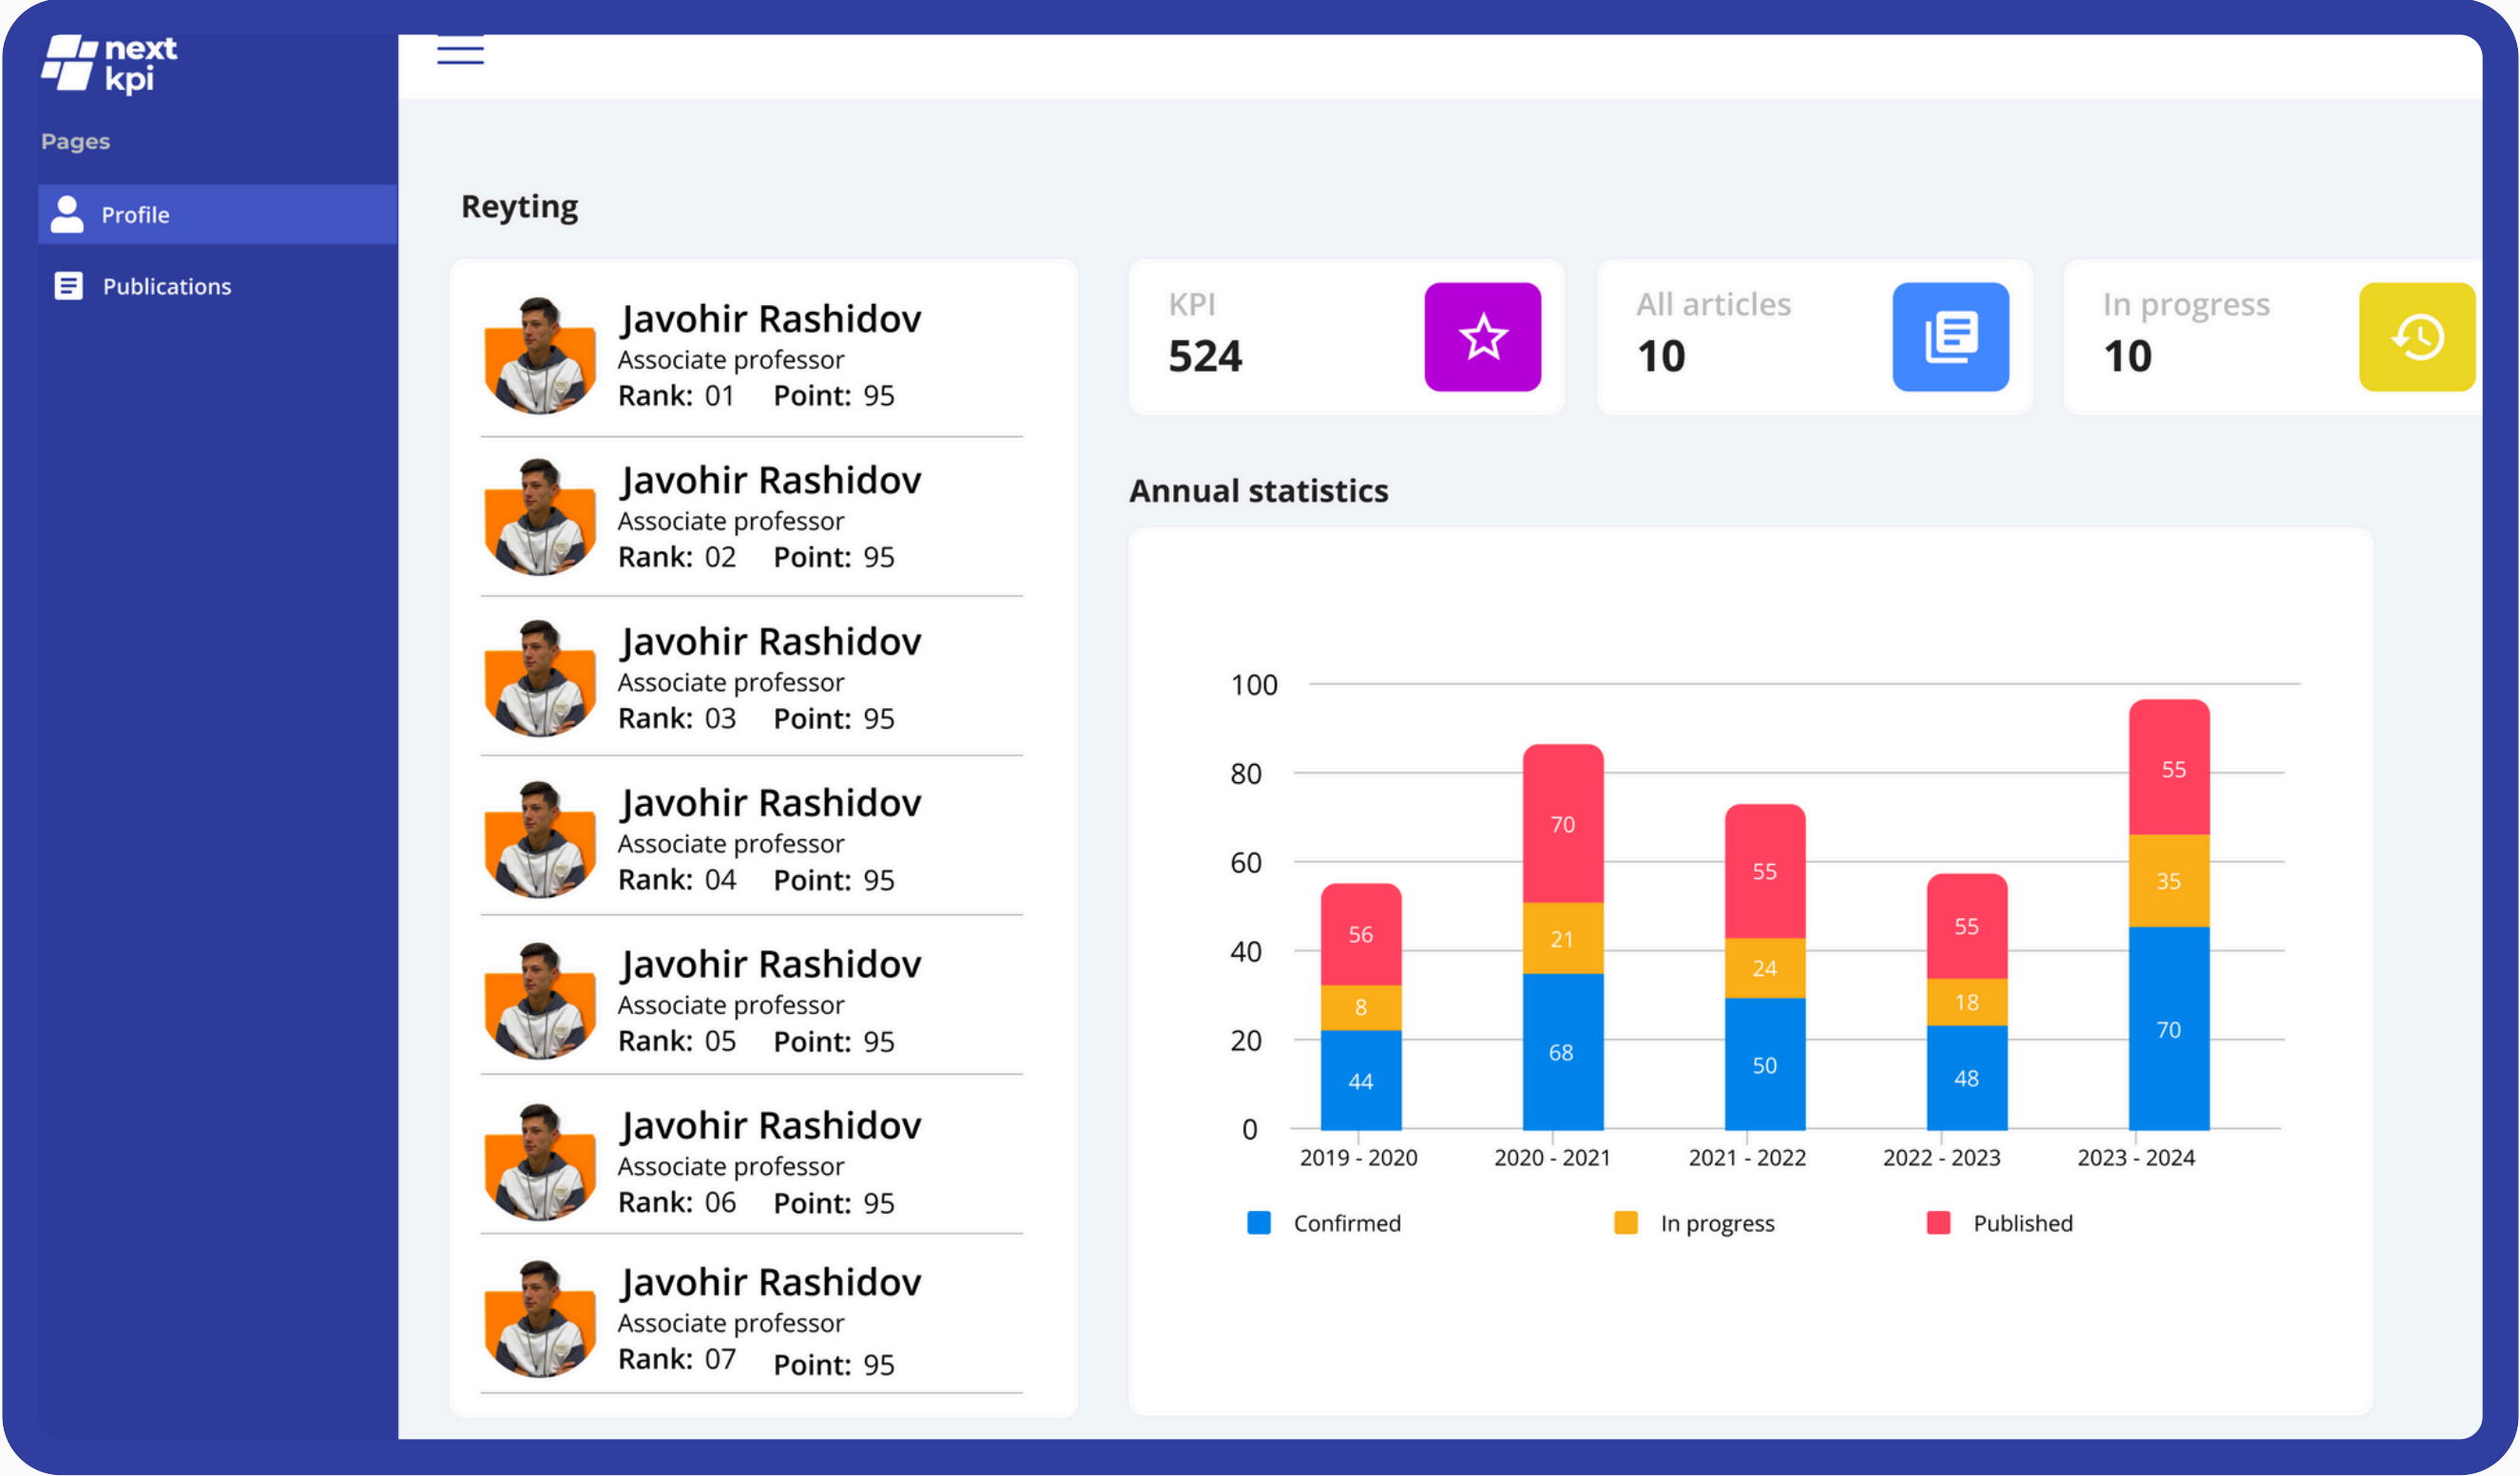 next
kpi
Pages
Profile
Publications
Reyting
Javohir Rashidov
Associate professor
Rank: 01 Point: 95
Javohir Rashidov
Associate professor
Rank: 02 Point: 95
Javohir Rashidov
Associate professor
Rank: 03 Point: 95
Javohir Rashidov
Associate professor
Rank: 04 Point: 95
Javohir Rashidov
Associate professor
Rank: 05 Point: 95
Javohir Rashidov
Associate professor
Rank: 06 Point: 95
Javohir Rashidov
Associate professor
Rank: 07 Point: 95
KPI
524
All articles
10
In progress
10
Annual statistics
100
80
60
40
20
0
56
8
44
70
21
68
55
24
50
55
18
48
55
35
70
2019 - 2020 2020 - 2021 2021 - 2022 2022 - 2023 2023 - 2024
Confirmed In progress Published